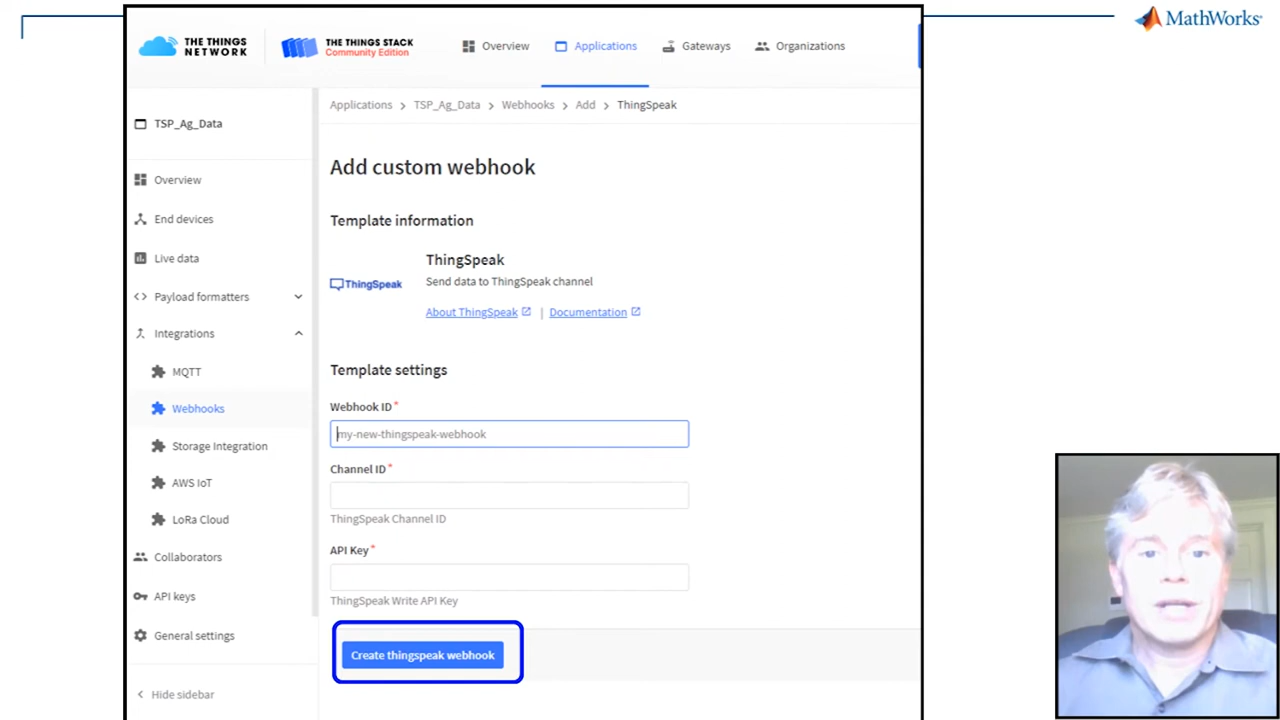 MathWorks®
THE THINGS
NETWORK
THE THINGS STACK
Community Edition
Overview
Applications
Gateways
Organizations
TSP_Ag_Data
Overview
End devices
Live data
Payload formatters
Integrations
MQTT
Webhooks
Storage Integration
AWS IoT
LoRa Cloud
Collaborators
API keys
General settings
Hide sidebar
Applications > TSP_Ag_Data > Webhooks > Add > ThingSpeak
Add custom webhook
Template information
ThingSpeak
ThingSpeak
Send data to ThingSpeak channel
About ThingSpeak | Documentation
Template settings
Webhook ID*
my-new-thingspeak-webhook
Channel ID*
ThingSpeak Channel ID
API Key*
ThingSpeak Write API Key
Create thingspeak webhook